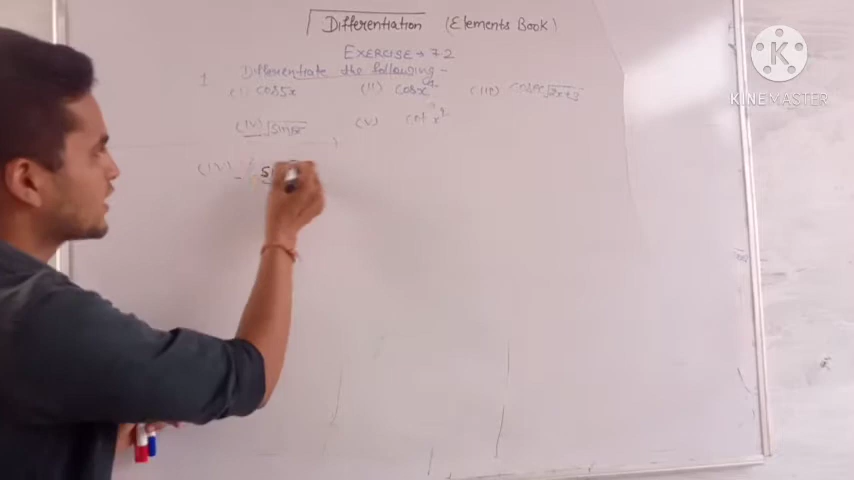 Differentiation (Elements Book)
EXERCISE → 7.2
1 Differentiate the following -
(i) cos5x (ii) cosx (iii) cosec√2x+3
(iv) √sinx (v) cot x
(iv)
K
KINEMASTER